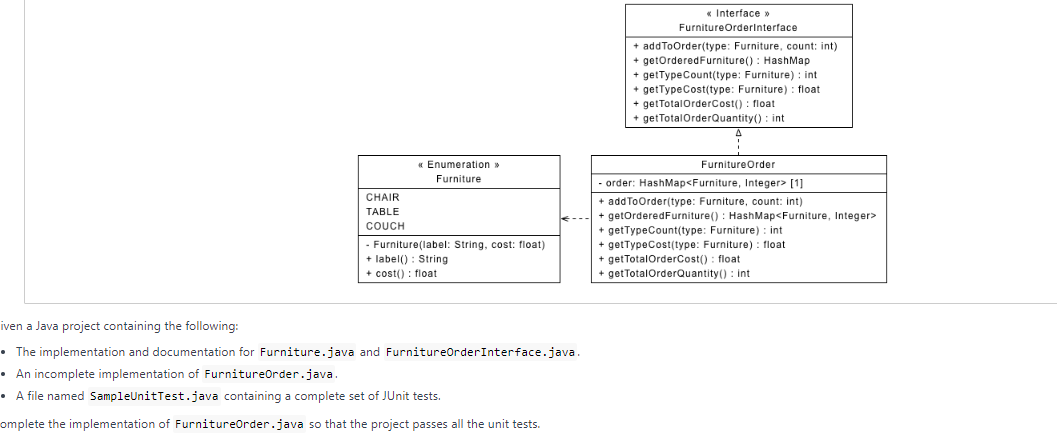 « Interface »
FurnitureOrderInterface
+ addToOrder(type: Furniture, count: int)
+ getOrderedFurniture() : HashMap
+ getTypeCount(type: Furniture) : int
+ getTypeCost(type: Furniture) : float
+ getTotalOrderCost() : float
+ getTotalOrderQuantity() : int
« Enumeration »
Furniture
CHAIR
TABLE
COUCH
- Furniture(label: String, cost: float)
+ label() : String
+ cost() : float
FurnitureOrder
- order: HashMap<Furniture, Integer> [1]
+ addToOrder(type: Furniture, count: int)
+ getOrderedFurniture() : HashMap<Furniture, Integer>
+ getTypeCount(type: Furniture) : int
+ getTypeCost(type: Furniture) : float
+ getTotalOrderCost() : float
+ getTotalOrderQuantity() : int
iven a Java project containing the following:
• The implementation and documentation for Furniture.java and FurnitureOrderInterface.java.
• An incomplete implementation of FurnitureOrder.java.
• A file named SampleUnitTest.java containing a complete set of JUnit tests.
omplete the implementation of FurnitureOrder.java so that the project passes all the unit tests.